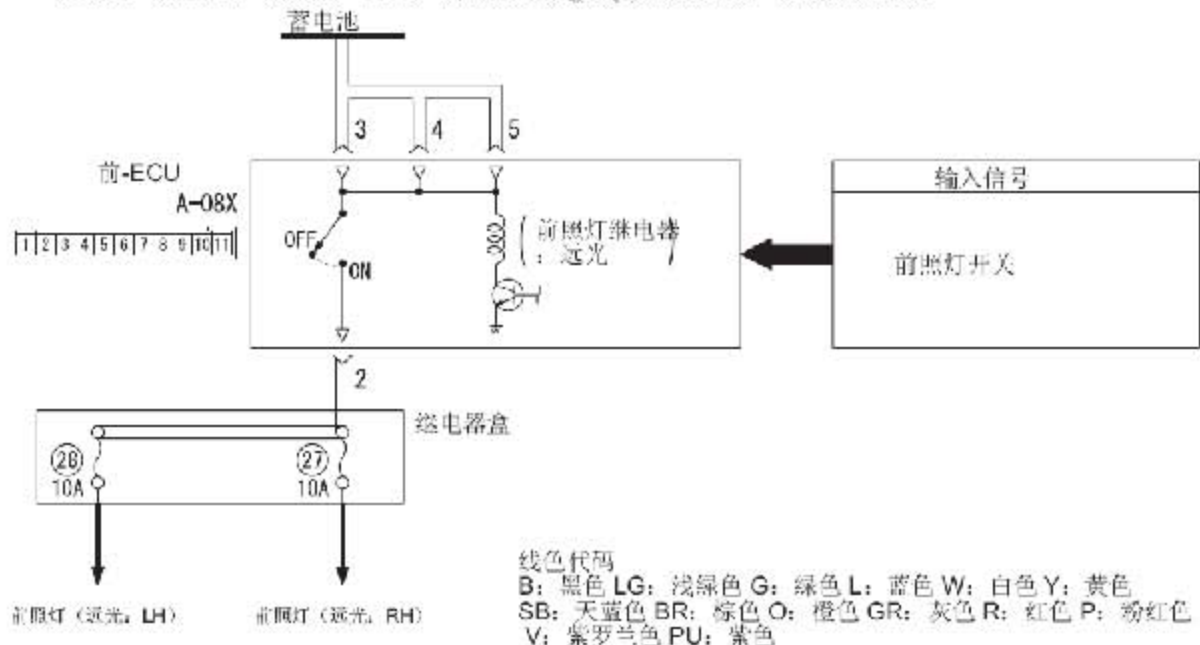 蓄电池
3
4
5
前-ECU
A-08X
1 2 3 4 5 6 7 8 9 10 11
OFF
ON
前照灯继电器
：远光
输入信号
前照灯开关
2
继电器盒
26
10A
27
10A
前照灯（远光，LH）
前照灯（远光，RH）
线色代码
B：黑色 LG：浅绿色 G：绿色 L：蓝色 W：白色 Y：黄色
SB：天蓝色 BR：棕色 O：橙色 GR：灰色 R：红色 P：粉红色
V：紫罗兰色 PU：紫色